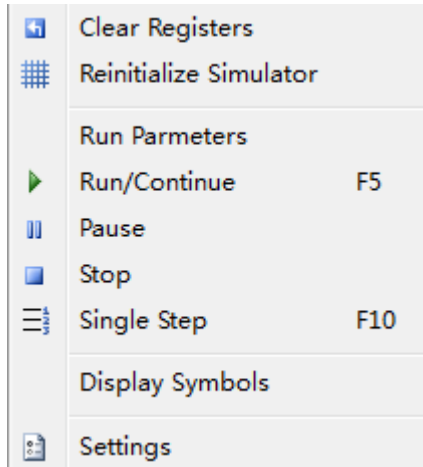 Clear Registers
Reinitialize Simulator
Run Parmeters
Run/Continue F5
Pause
Stop
Single Step F10
Display Symbols
Settings